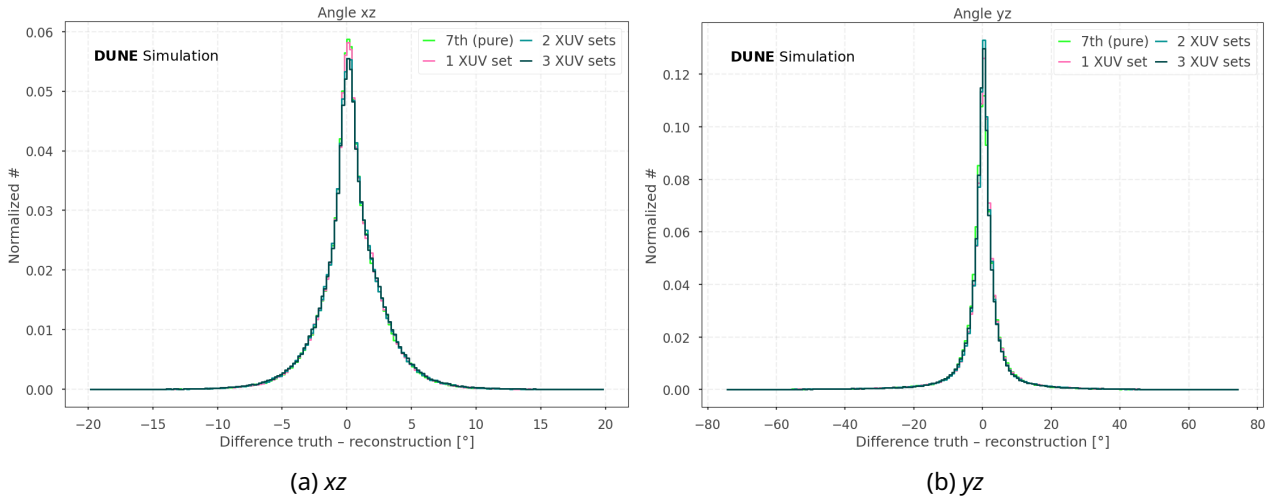 Angle xz
0.06
0.05
0.04
0.03
0.02
0.01
0.00
Normalized #
DUNE Simulation
7th (pure)
1 XUV set
2 XUV sets
3 XUV sets
−20
−15
−10
−5
0
5
10
15
20
Difference truth – reconstruction [°]
(a) xz
Angle yz
0.12
0.10
0.08
0.06
0.04
0.02
0.00
Normalized #
DUNE Simulation
7th (pure)
1 XUV set
2 XUV sets
3 XUV sets
−80
−60
−40
−20
0
20
40
60
80
Difference truth – reconstruction [°]
(b) yz